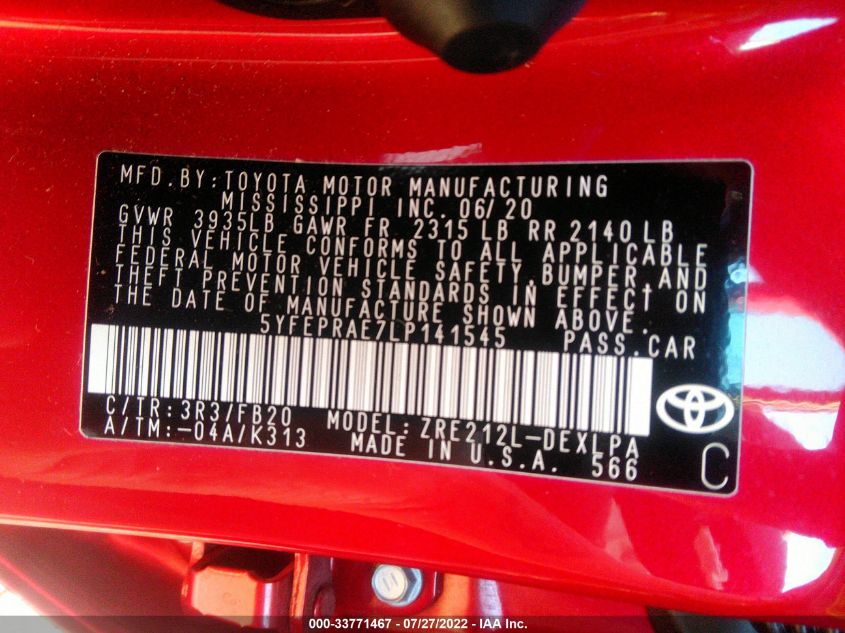 MFD. BY: TOYOTA MOTOR MANUFACTURING
MISSISSIPPI INC. 06/20
GVWR 3935LB GAWR FR 2315 LB RR 2140 LB
THIS VEHICLE CONFORMS TO ALL APPLICABLE
FEDERAL MOTOR VEHICLE SAFETY, BUMPER, AND
THEFT PREVENTION STANDARDS IN EFFECT ON
THE DATE OF MANUFACTURE SHOWN ABOVE.
5YFEPRAE7LP141545 PASS. CAR
C/TR: 3R3/FB20 MODEL: ZRE212L-DEXLPA
A/TM: -04A/K313 MADE IN U.S.A. 566
C
000-33771467 - 07/27/2022 - IAA Inc.